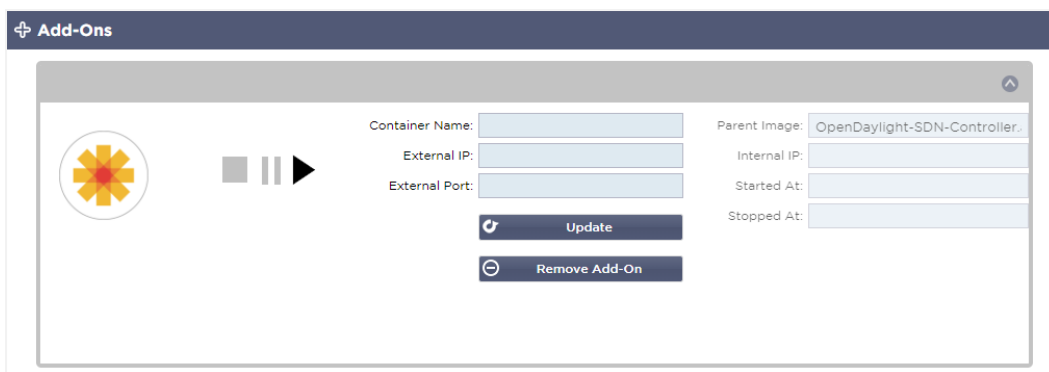 Add-Ons
Container Name:
External IP:
External Port:
Update
Remove Add-On
Parent Image: OpenDaylight-SDN-Controller.
Internal IP:
Started At:
Stopped At: